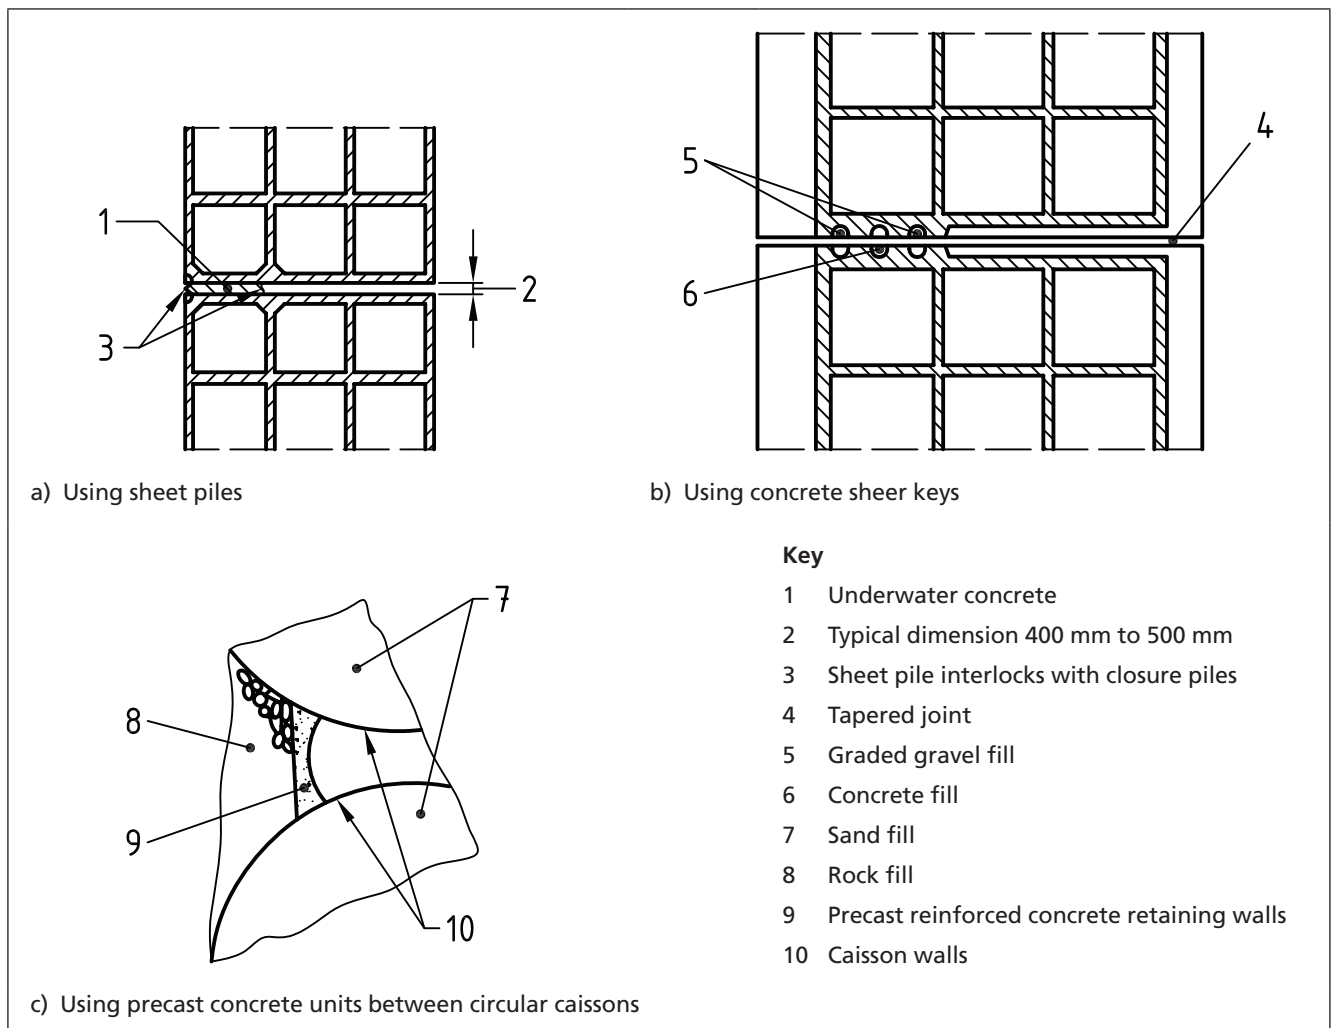 1
2
3
a) Using sheet piles
4
5
6
b) Using concrete sheer keys
7
8
9
10
c) Using precast concrete units between circular caissons
Key
1 Underwater concrete
2 Typical dimension 400 mm to 500 mm
3 Sheet pile interlocks with closure piles
4 Tapered joint
5 Graded gravel fill
6 Concrete fill
7 Sand fill
8 Rock fill
9 Precast reinforced concrete retaining walls
10 Caisson walls